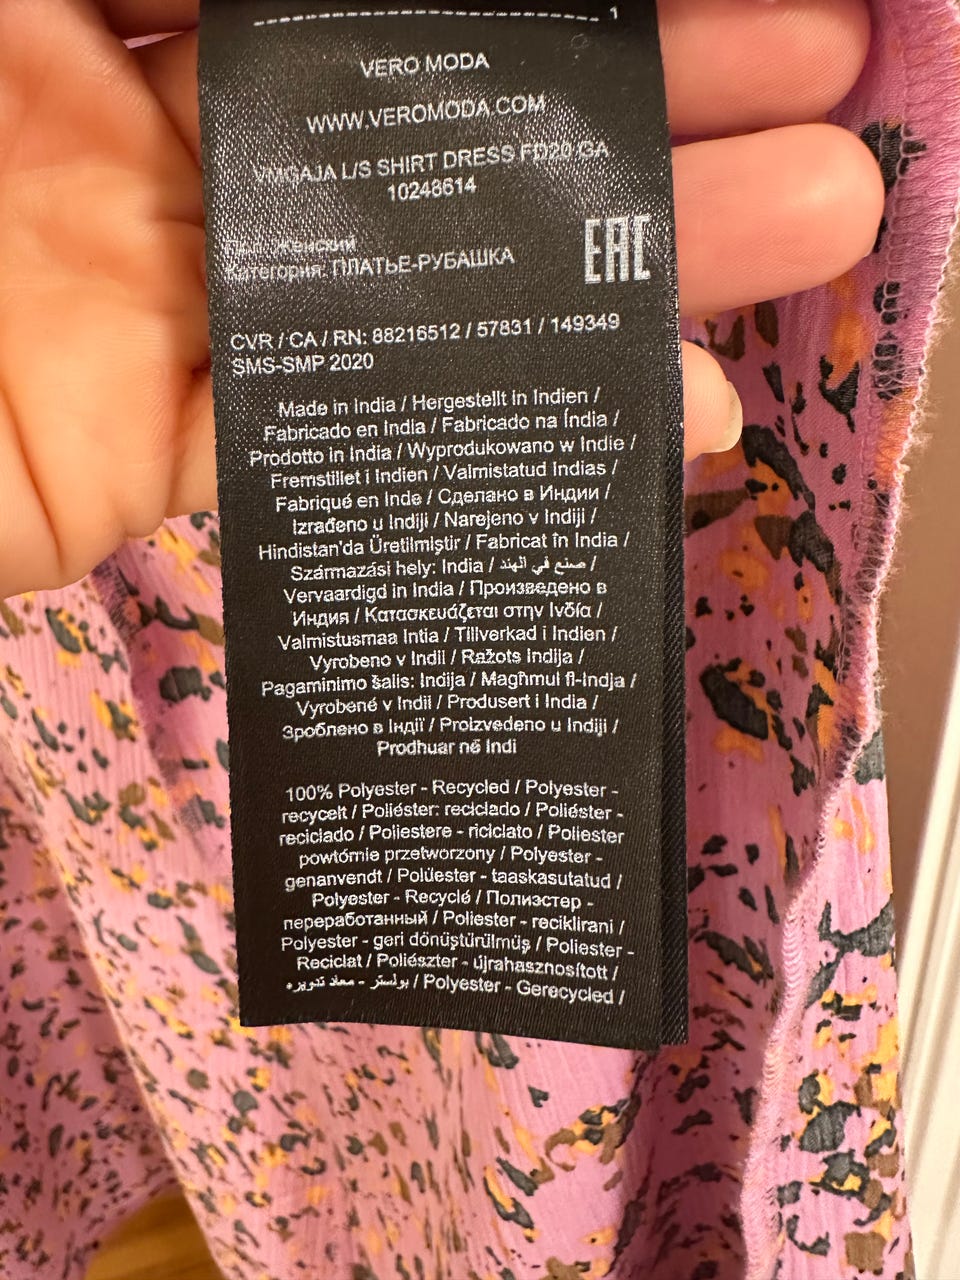 1
VERO MODA
WWW.VEROMODA.COM
VMGAJA L/S SHIRT DRESS FD20 GA
10248614
Пол: Женский
Категория: ПЛАТЬЕ-РУБАШКА
EAC
CVR / CA / RN: 88216512 / 57831 / 149349
SMS-SMP 2020
Made in India / Hergestellt in Indien /
Fabricado en India / Fabricado na Índia /
Prodotto in India / Wyprodukowano w Indie /
Fremstillet i Indien / Valmistatud Indias /
Fabriqué en Inde / Сделано в Индии /
Izrađeno u Indiji / Narejeno v Indiji /
Hindistan'da Üretilmiştir / Fabricat în India /
Származási hely: India / صنع في الهند /
Vervaardigd in India / Произведено в
Индия / Κατασκευάζεται στην Ινδία /
Valmistusmaa Intia / Tillverkad i Indien /
Vyrobeno v Indii / Ražots Indija /
Pagaminimo šalis: Indija / Magħmul fl-Indja /
Vyrobené v Indii / Produsert i India /
Зроблено в Індії / Proizvedeno u Indiji /
Prodhuar në Indi
100% Polyester - Recycled / Polyester -
recycelt / Poliéster: reciclado / Poliéster -
reciclado / Poliestere - riciclato / Poliester
powtórnie przetworzony / Polyester -
genanvendt / Polüester - taaskasutatud /
Polyester - Recyclé / Полиэстер -
переработанный / Poliester - reciklirani /
Polyester - geri dönüştürülmüş / Poliester -
Reciclat / Poliészter - újrahasznosított /
بولستر - معاد تدويره / Polyester - Gerecycled /